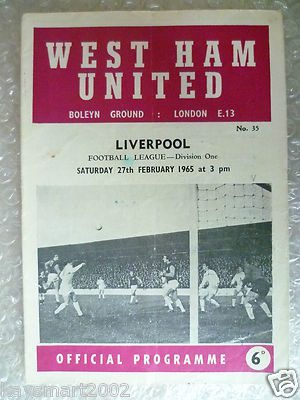 WEST HAM
UNITED
BOLEYN GROUND : LONDON E.13
No. 35
LIVERPOOL
FOOTBALL LEAGUE—Division One
SATURDAY 27th FEBRUARY 1965 at 3 pm
OFFICIAL PROGRAMME 6D
kaysmart2002